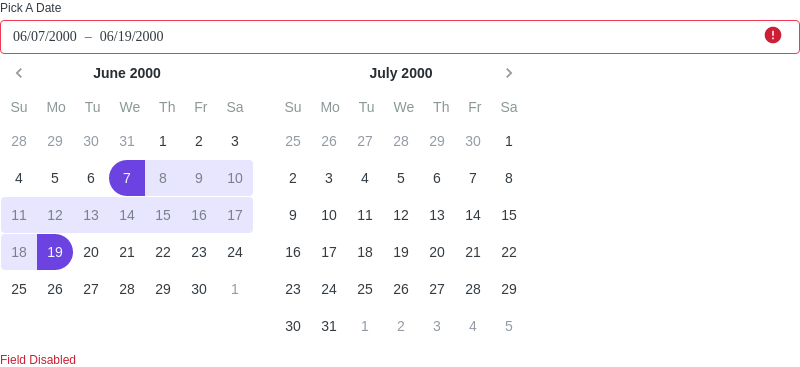 Pick A Date
06/07/2000 – 06/19/2000
June 2000
Su Mo Tu We Th Fr Sa
28 29 30 31 1 2 3
4 5 6 7 8 9 10
11 12 13 14 15 16 17
18 19 20 21 22 23 24
25 26 27 28 29 30 1
July 2000
Su Mo Tu We Th Fr Sa
25 26 27 28 29 30 1
2 3 4 5 6 7 8
9 10 11 12 13 14 15
16 17 18 19 20 21 22
23 24 25 26 27 28 29
30 31 1 2 3 4 5
Field Disabled